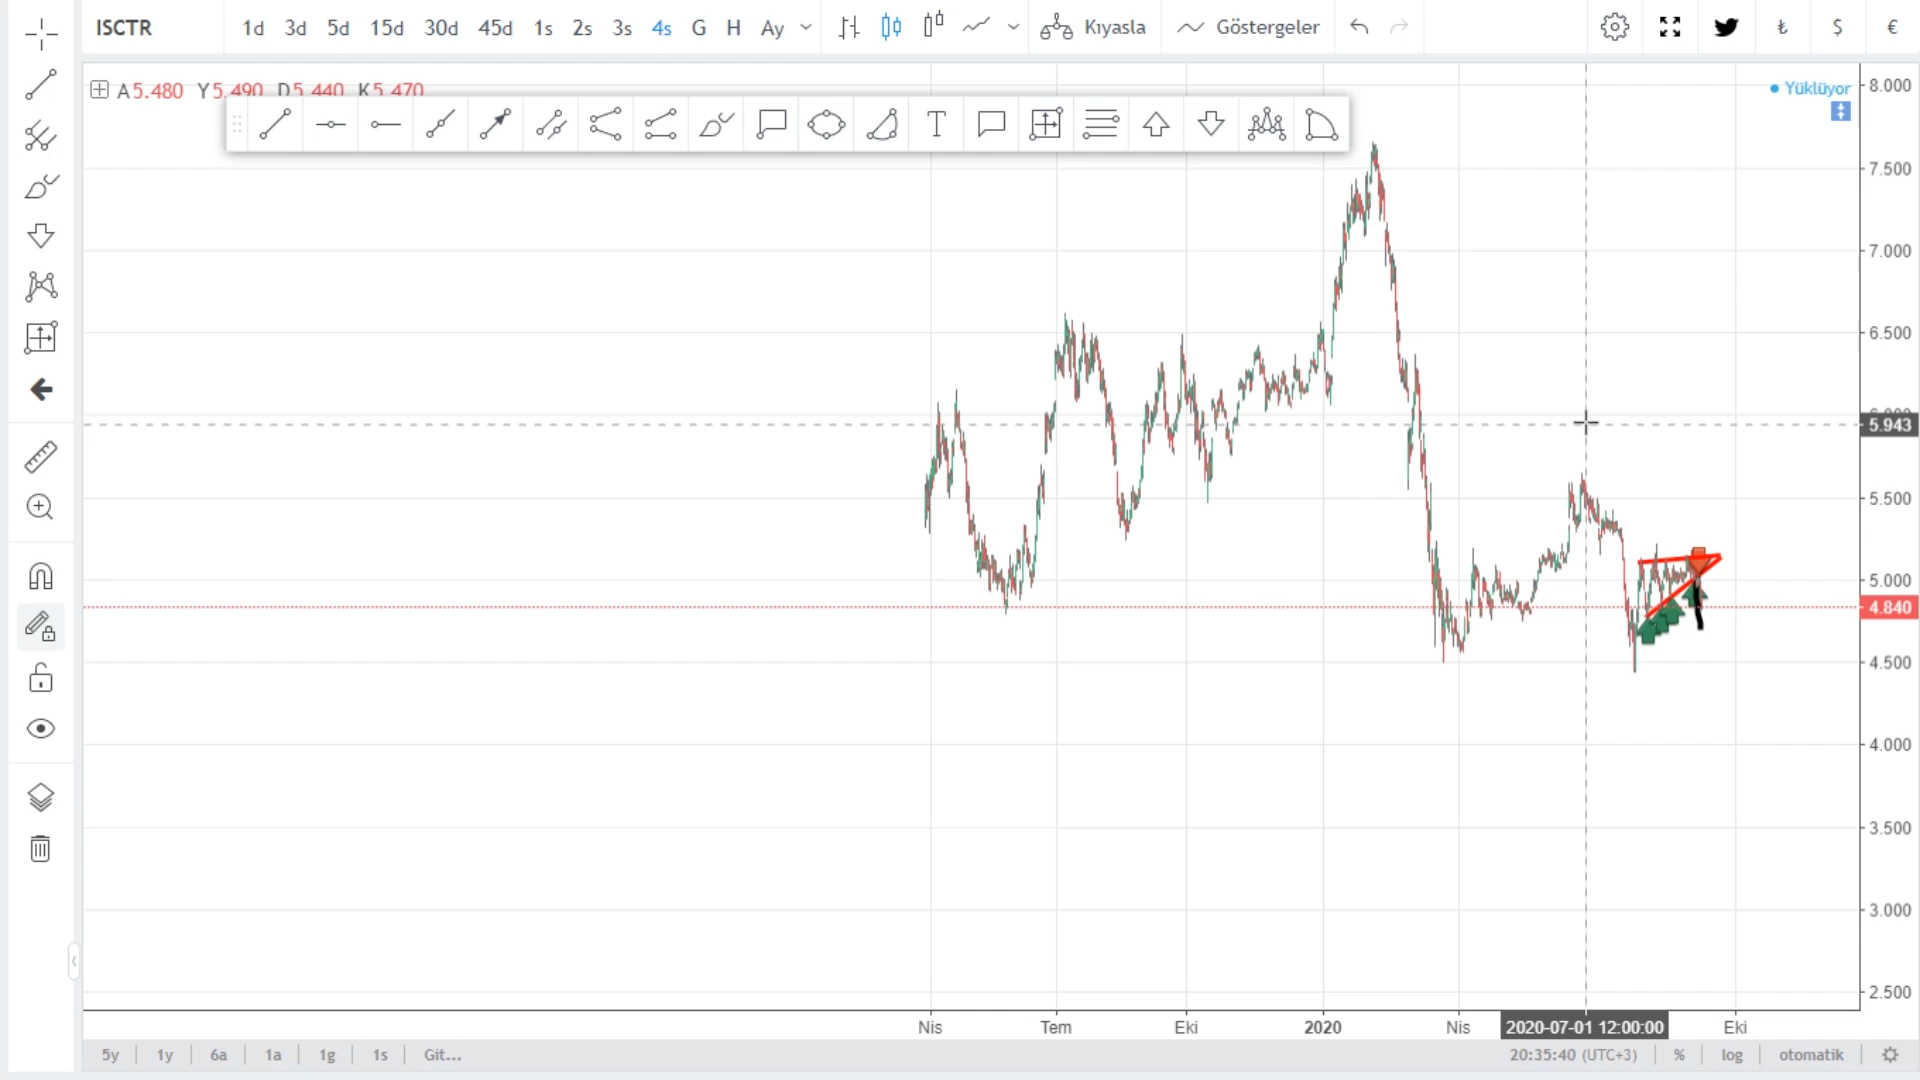 ISCTR 1d 3d 5d 15d 30d 45d 1s 2s 3s 4s G H Ay Kıyasla Göstergeler ₺ $ €
A5.480 Y5.490 D5.440 K5.470
Yüklüyor
8.000
7.500
7.000
6.500
5.943
5.500
5.000
4.840
4.500
4.000
3.500
3.000
2.500
Nis Tem Eki 2020 Nis 2020-07-01 12:00:00 Eki
5y 1y 6a 1a 1g 1s Git... 20:35:40 (UTC+3) % log otomatik